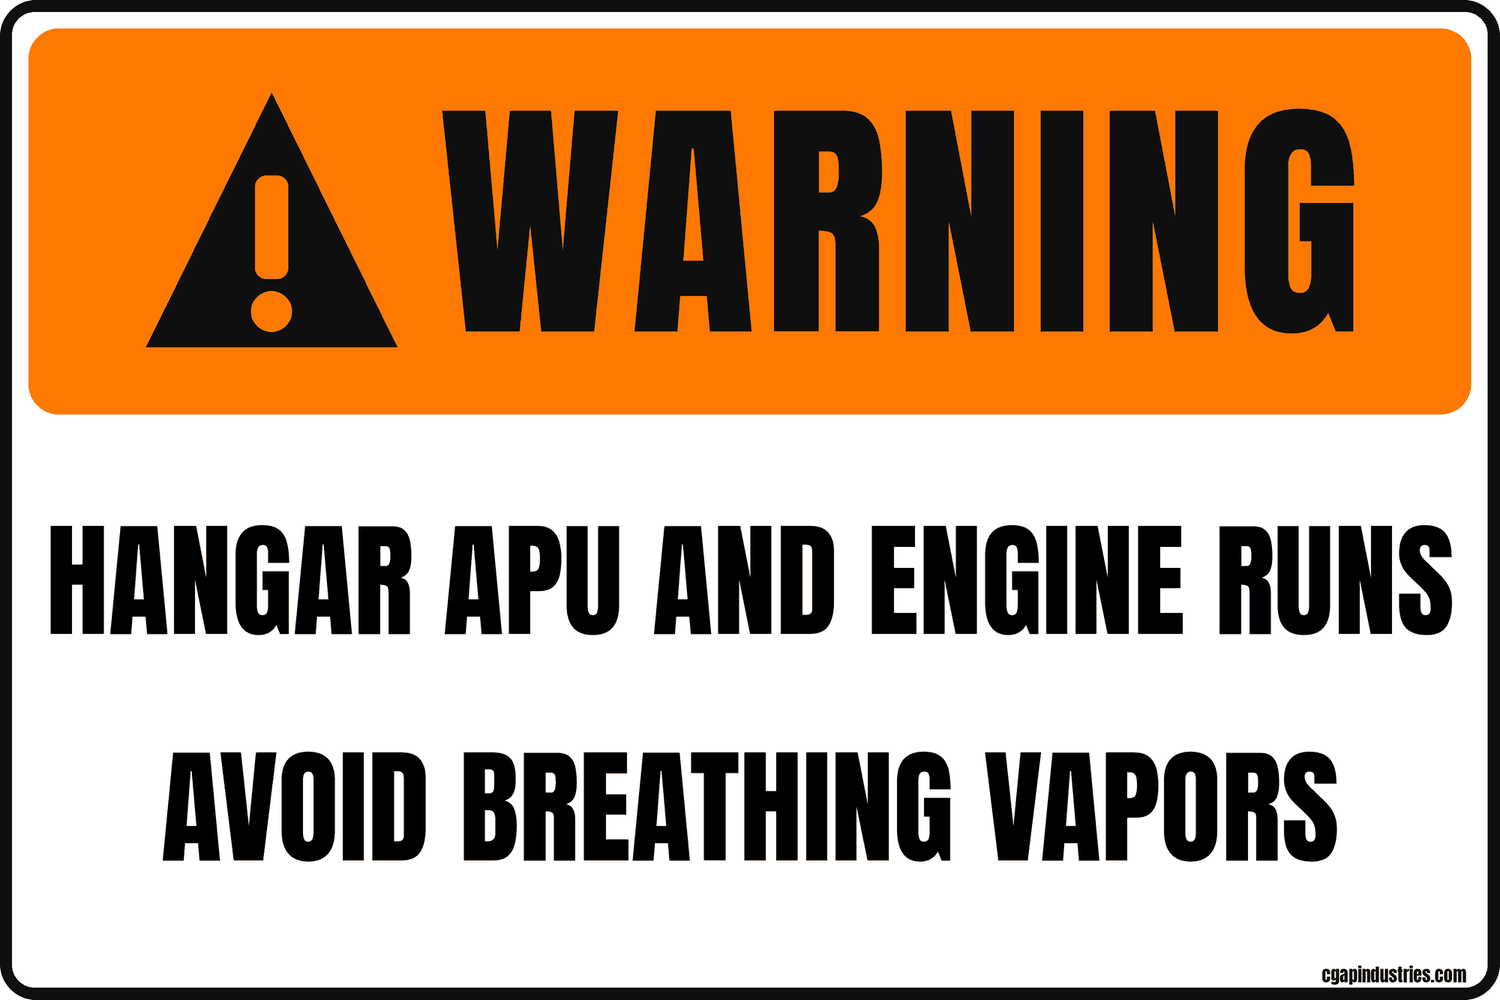 WARNING
HANGAR APU AND ENGINE RUNS
AVOID BREATHING VAPORS
cgapindustries.com